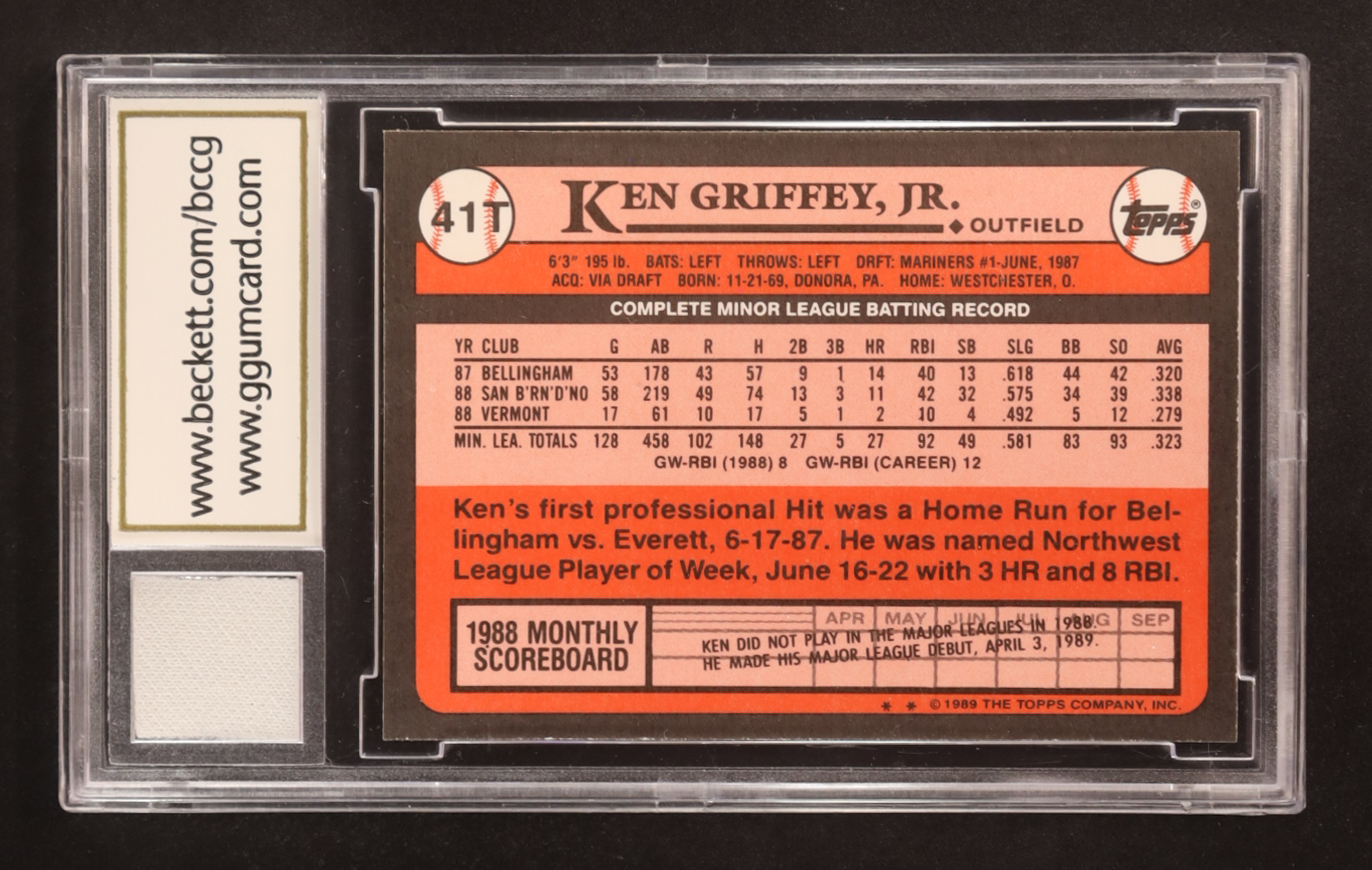 www.beckett.com/bccg
www.ggumcard.com
41T
KEN GRIFFEY, JR.
◆ OUTFIELD
Topps®
6'3" 195 lb. BATS: LEFT THROWS: LEFT DRFT: MARINERS #1-JUNE, 1987
ACQ: VIA DRAFT BORN: 11-21-69, DONORA, PA. HOME: WESTCHESTER, O.
COMPLETE MINOR LEAGUE BATTING RECORD
YR CLUB G AB R H 2B 3B HR RBI SB SLG BB SO AVG
87 BELLINGHAM 53 178 43 57 9 1 14 40 13 .618 44 42 .320
88 SAN B'RN'D'NO 58 219 49 74 13 3 11 42 32 .575 34 39 .338
88 VERMONT 17 61 10 17 5 1 2 10 4 .492 5 12 .279
MIN. LEA. TOTALS 128 458 102 148 27 5 27 92 49 .581 83 93 .323
GW-RBI (1988) 8 GW-RBI (CAREER) 12
Ken's first professional Hit was a Home Run for Bel-
lingham vs. Everett, 6-17-87. He was named Northwest
League Player of Week, June 16-22 with 3 HR and 8 RBI.
1988 MONTHLY
SCOREBOARD
APR MAY JUN JUL AUG SEP
KEN DID NOT PLAY IN THE MAJOR LEAGUES IN 1988.
HE MADE HIS MAJOR LEAGUE DEBUT, APRIL 3, 1989.
* * ©1989 THE TOPPS COMPANY, INC.